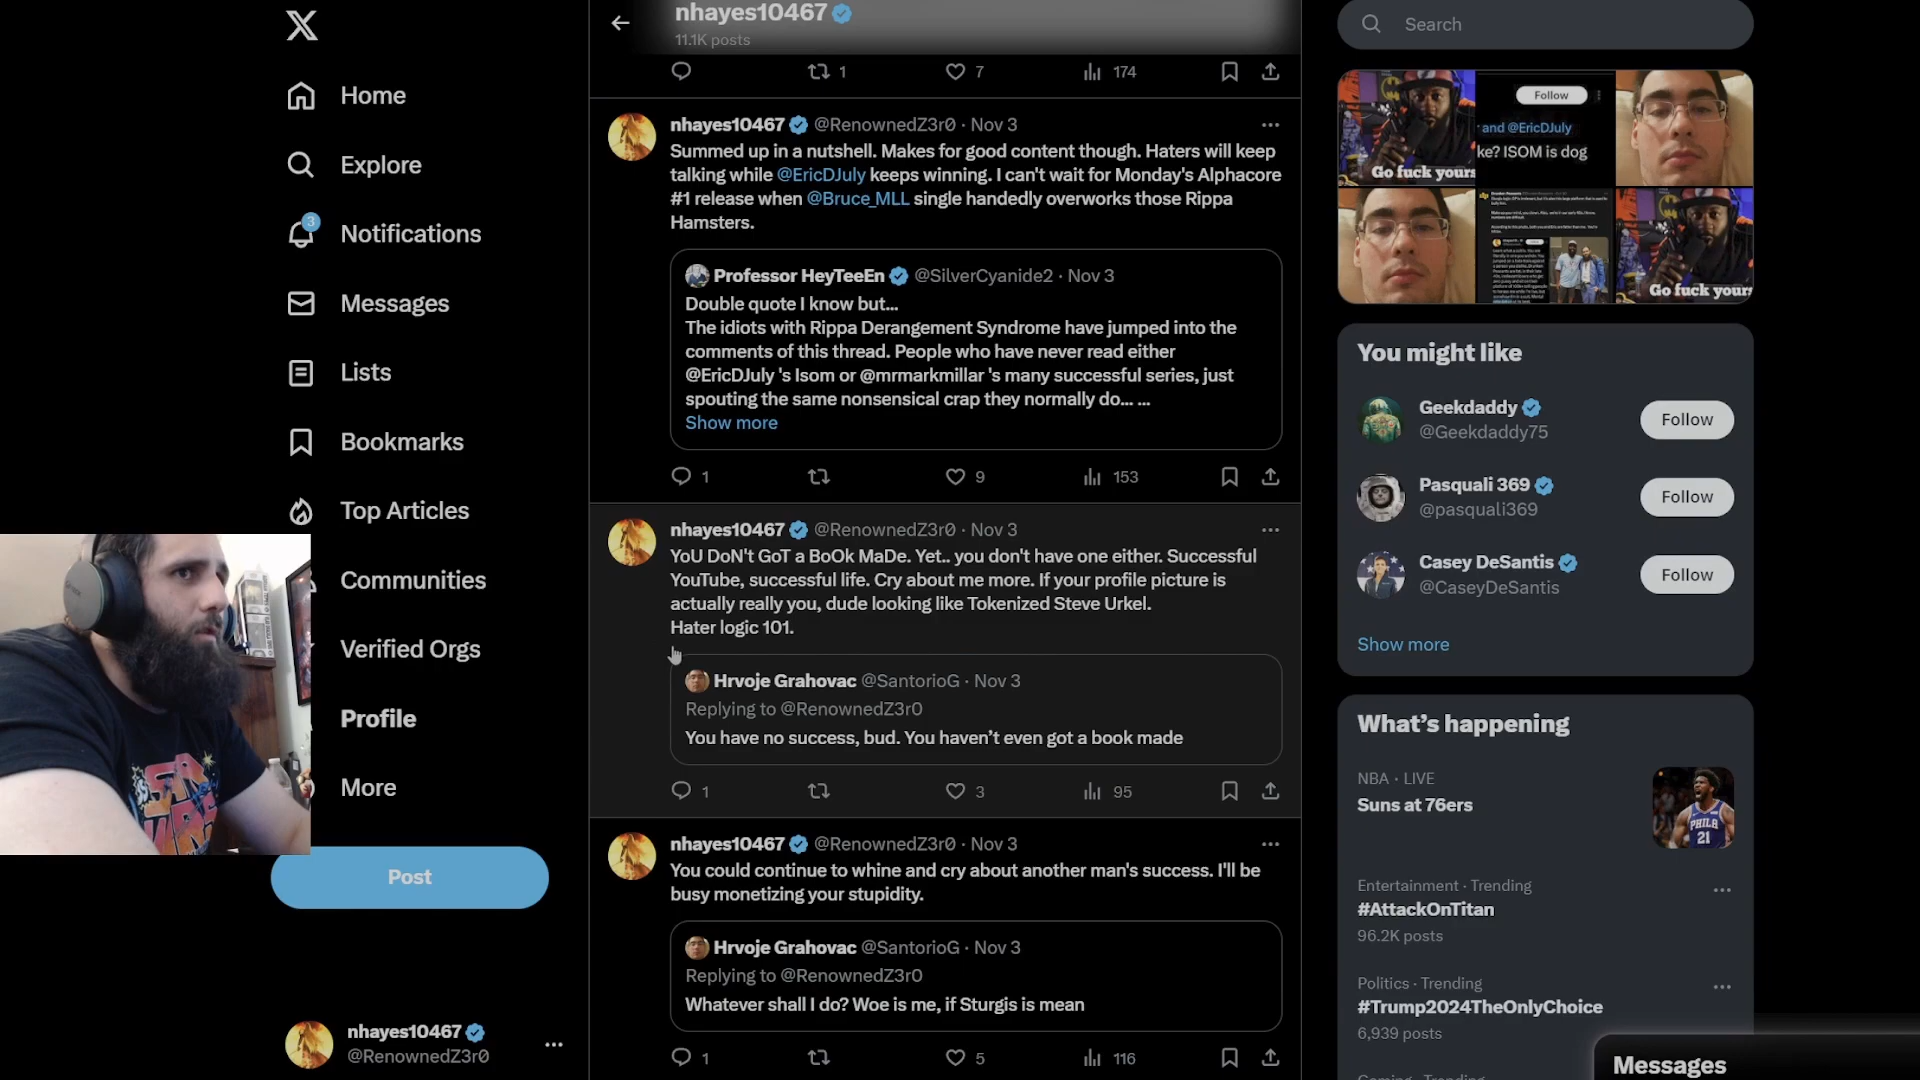 Home
Explore
3
Notifications
Messages
Lists
Bookmarks
Top Articles
Communities
Verified Orgs
Profile
More
Post
nhayes10467
@RenownedZ3r0
nhayes10467
11.1K posts
1 7 174
nhayes10467 @RenownedZ3r0 · Nov 3
Summed up in a nutshell. Makes for good content though. Haters will keep
talking while @EricDJuly keeps winning. I can't wait for Monday's Alphacore
#1 release when @Bruce_MLL single handedly overworks those Rippa
Hamsters.
Professor HeyTeeEn @SilverCyanide2 · Nov 3
Double quote I know but...
The idiots with Rippa Derangement Syndrome have jumped into the
comments of this thread. People who have never read either
@EricDJuly 's Isom or @mrmarkmillar 's many successful series, just
spouting the same nonsensical crap they normally do... ...
Show more
1 9 153
nhayes10467 @RenownedZ3r0 · Nov 3
YoU DoN't GoT a BoOk MaDe. Yet.. you don't have one either. Successful
YouTube, successful life. Cry about me more. If your profile picture is
actually really you, dude looking like Tokenized Steve Urkel.
Hater logic 101.
Hrvoje Grahovac @SantorioG · Nov 3
Replying to @RenownedZ3r0
You have no success, bud. You haven't even got a book made
1 3 95
nhayes10467 @RenownedZ3r0 · Nov 3
You could continue to whine and cry about another man's success. I'll be
busy monetizing your stupidity.
Hrvoje Grahovac @SantorioG · Nov 3
Replying to @RenownedZ3r0
Whatever shall I do? Woe is me, if Sturgis is mean
1 5 116
Search
Follow
and @EricDJuly
ke? ISOM is dog
Go fuck yours
Go fuck yours
You might like
Geekdaddy
@Geekdaddy75
Follow
Pasquali 369
@pasquali369
Follow
Casey DeSantis
@CaseyDeSantis
Follow
Show more
What's happening
NBA · LIVE
Suns at 76ers
PHILA
21
Entertainment · Trending
#AttackOnTitan
96.2K posts
Politics · Trending
#Trump2024TheOnlyChoice
6,939 posts
Messages